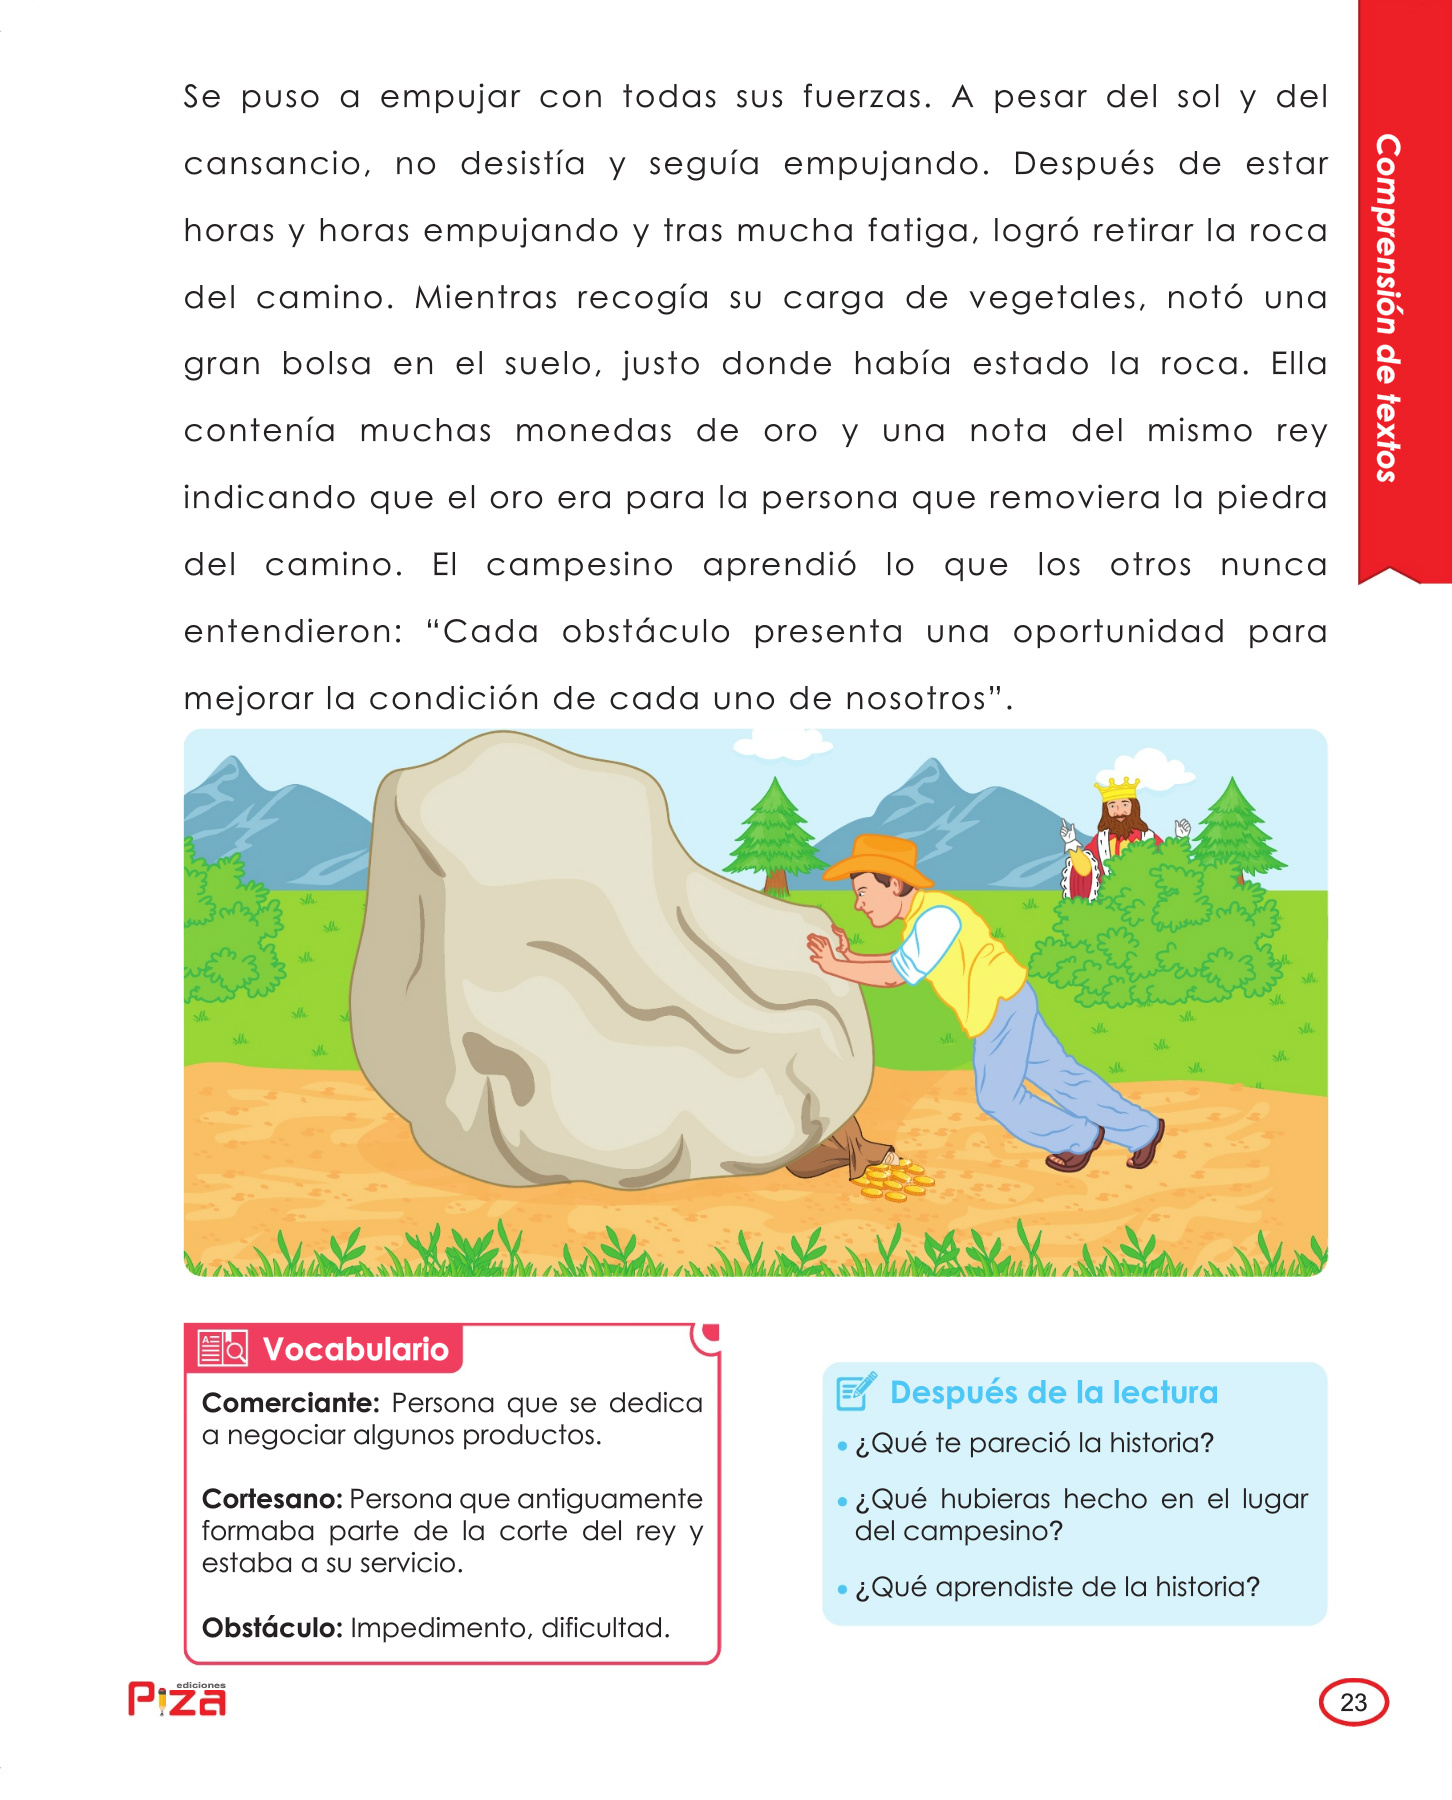 Se puso a empujar con todas sus fuerzas. A pesar del sol y del
cansancio, no desistía y seguía empujando. Después de estar
horas y horas empujando y tras mucha fatiga, logró retirar la roca
del camino. Mientras recogía su carga de vegetales, notó una
gran bolsa en el suelo, justo donde había estado la roca. Ella
contenía muchas monedas de oro y una nota del mismo rey
indicando que el oro era para la persona que removiera la piedra
del camino. El campesino aprendió lo que los otros nunca
entendieron: “Cada obstáculo presenta una oportunidad para
mejorar la condición de cada uno de nosotros”.
Comprensión de textos
Vocabulario
Comerciante: Persona que se dedica
a negociar algunos productos.
Cortesano: Persona que antiguamente
formaba parte de la corte del rey y
estaba a su servicio.
Obstáculo: Impedimento, dificultad.
Después de la lectura
• ¿Qué te pareció la historia?
• ¿Qué hubieras hecho en el lugar
del campesino?
• ¿Qué aprendiste de la historia?
ediciones
Piza
23